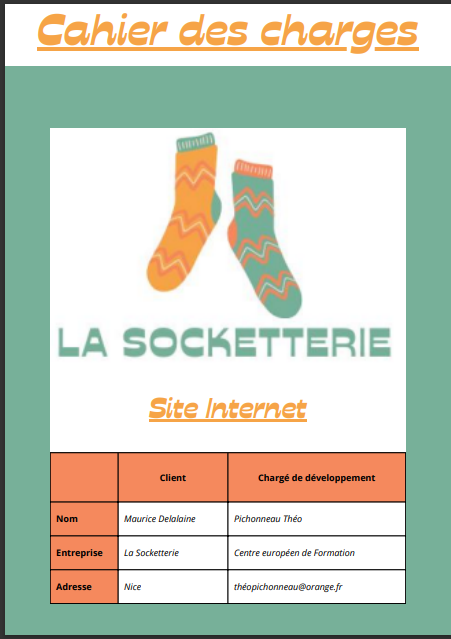 Cahier des charges
LA SOCKETTERIE
Site Internet
Client Chargé de développement
Nom Maurice Delalaine Pichonneau Théo
Entreprise La Socketterie Centre européen de Formation
Adresse Nice théopichonneau@orange.fr